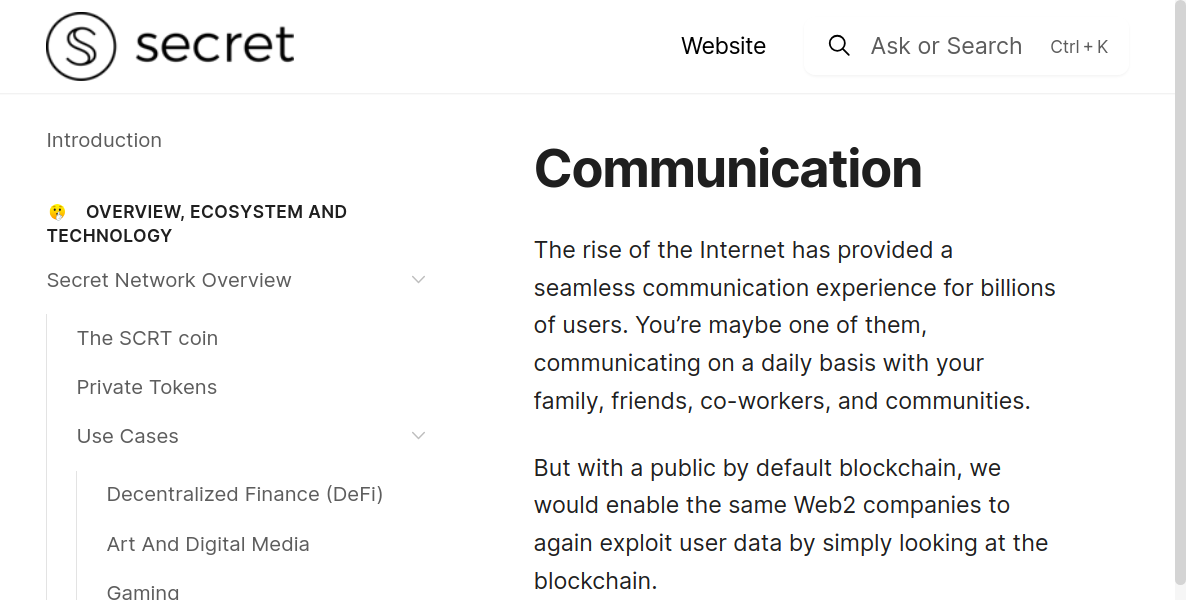 secret
Website
Ask or Search Ctrl + K
Introduction
OVERVIEW, ECOSYSTEM AND
TECHNOLOGY
Secret Network Overview
The SCRT coin
Private Tokens
Use Cases
Decentralized Finance (DeFi)
Art And Digital Media
Gaming
Communication
The rise of the Internet has provided a
seamless communication experience for billions
of users. You’re maybe one of them,
communicating on a daily basis with your
family, friends, co-workers, and communities.
But with a public by default blockchain, we
would enable the same Web2 companies to
again exploit user data by simply looking at the
blockchain.